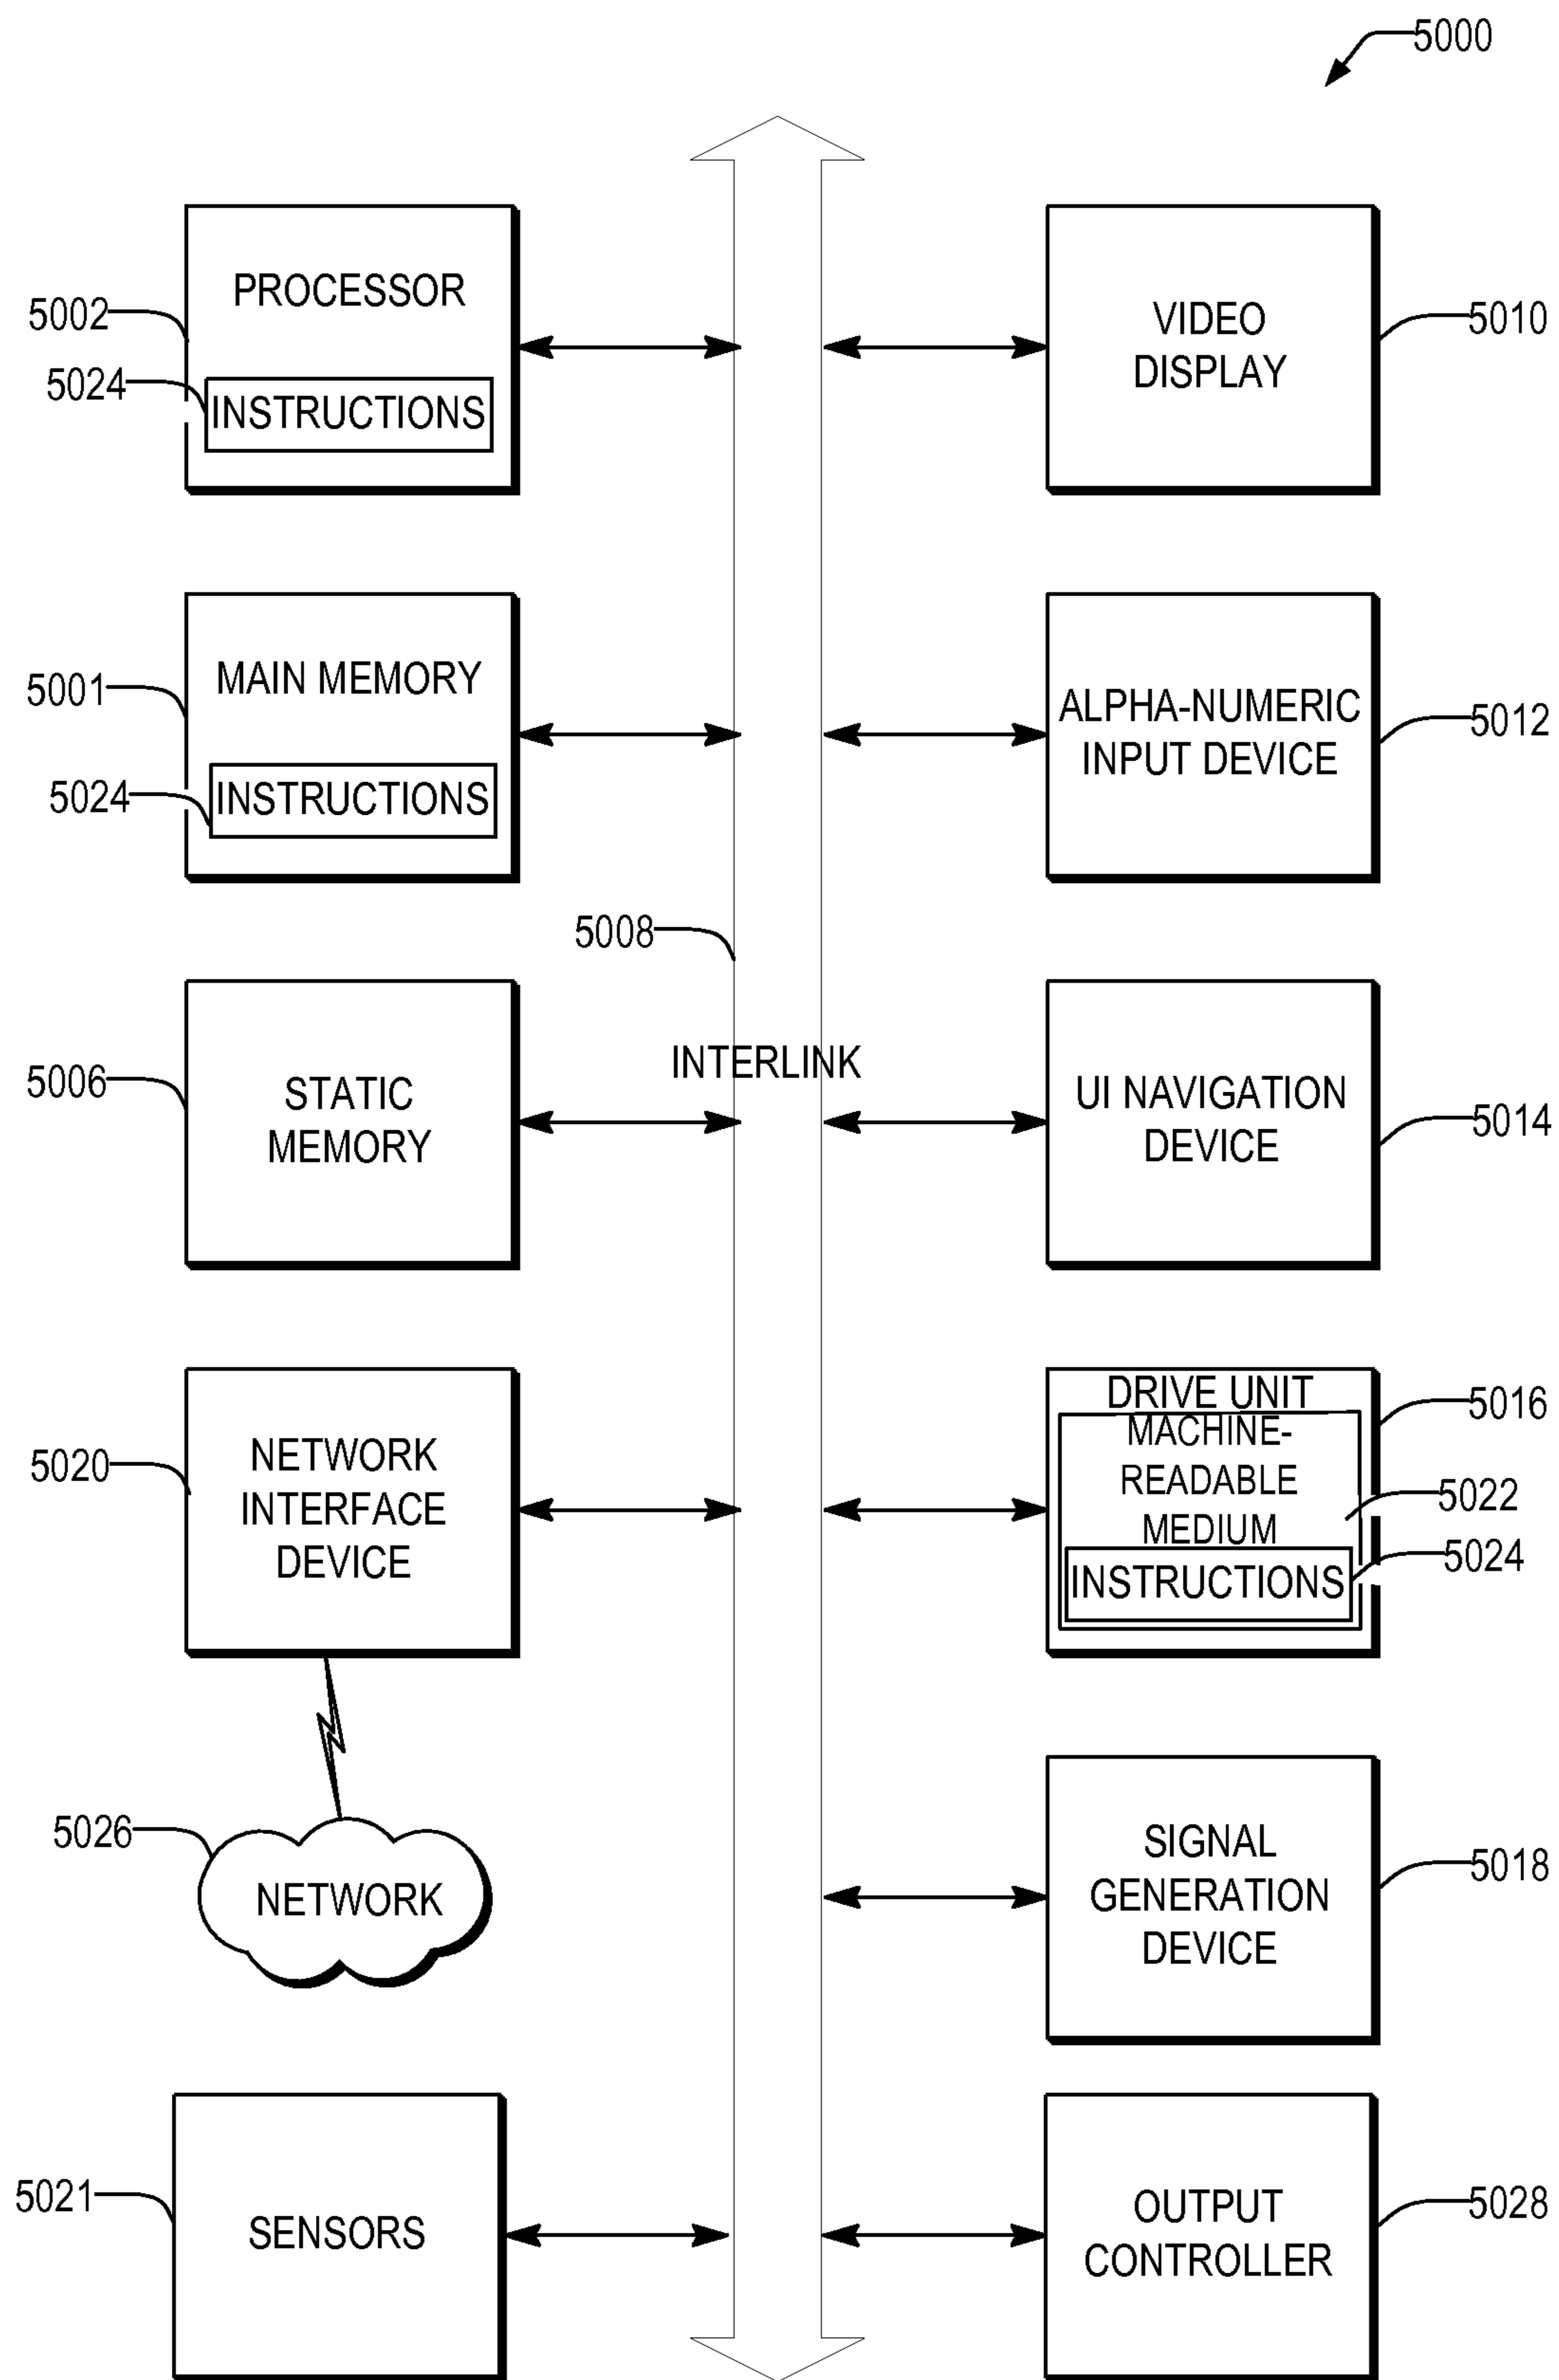 5000
PROCESSOR
5002
5024
INSTRUCTIONS
VIDEO
DISPLAY
5010
MAIN MEMORY
5001
5024
INSTRUCTIONS
ALPHA-NUMERIC
INPUT DEVICE
5012
5008
INTERLINK
STATIC
MEMORY
5006
UI NAVIGATION
DEVICE
5014
NETWORK
INTERFACE
DEVICE
5020
DRIVE UNIT
MACHINE-
READABLE
MEDIUM
INSTRUCTIONS
5016
5022
5024
5026
NETWORK
SIGNAL
GENERATION
DEVICE
5018
5021
SENSORS
OUTPUT
CONTROLLER
5028